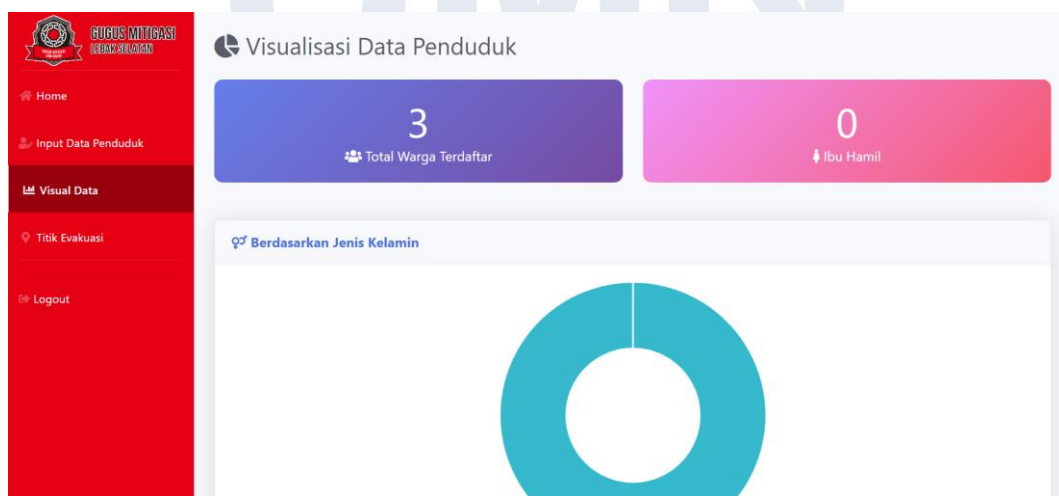 GUGUS MITIGASI
LEBAK SELATAN
Home
Input Data Penduduk
Visual Data
Titik Evakuasi
Logout
Visualisasi Data Penduduk
3
Total Warga Terdaftar
0
Ibu Hamil
Berdasarkan Jenis Kelamin